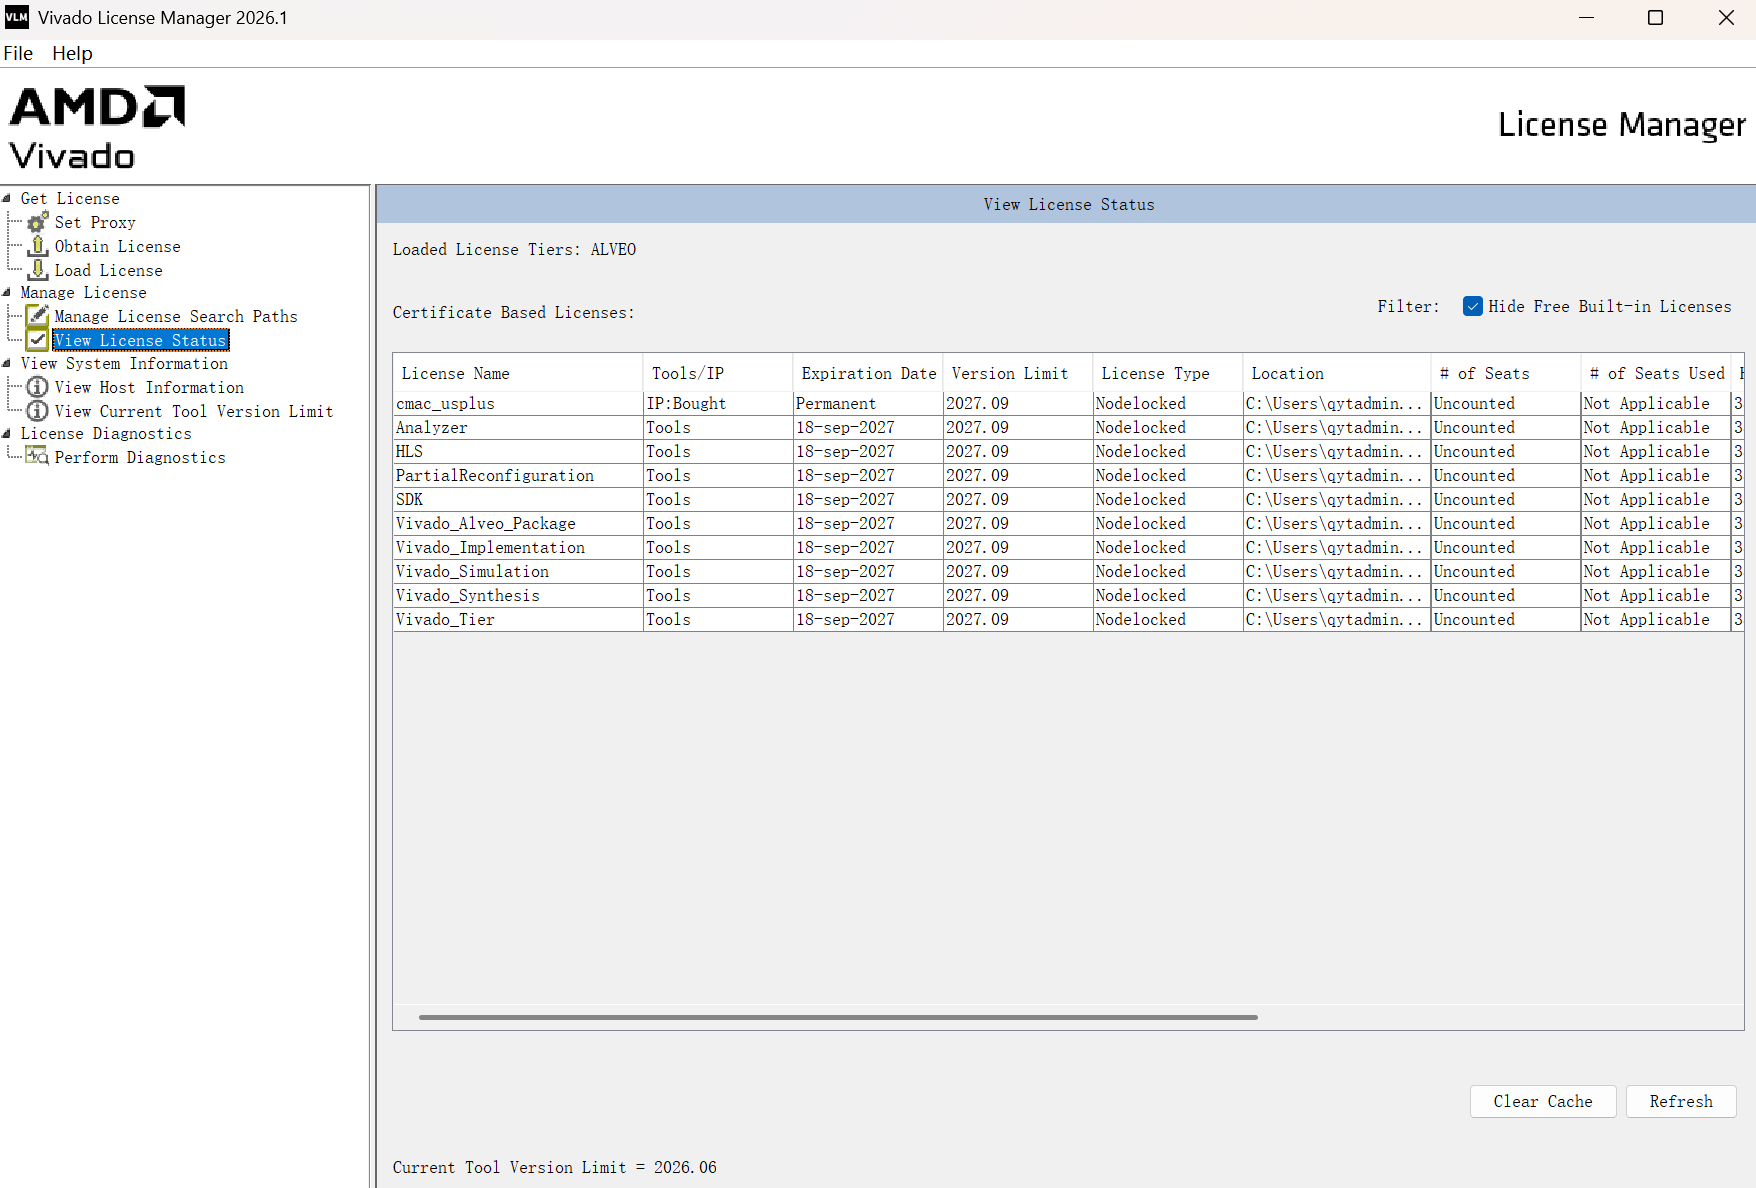 VLM Vivado License Manager 2026.1
File Help
AMD
Vivado
License Manager
Get License
Set Proxy
Obtain License
Load License
Manage License
Manage License Search Paths
View License Status
View System Information
View Host Information
View Current Tool Version Limit
License Diagnostics
Perform Diagnostics
View License Status
Loaded License Tiers: ALVEO
Certificate Based Licenses:
Filter: Hide Free Built-in Licenses
License Name Tools/IP Expiration Date Version Limit License Type Location # of Seats # of Seats Used
cmac_usplus IP:Bought Permanent 2027.09 Nodelocked C:\Users\qytadmin... Uncounted Not Applicable 3
Analyzer Tools 18-sep-2027 2027.09 Nodelocked C:\Users\qytadmin... Uncounted Not Applicable 3
HLS Tools 18-sep-2027 2027.09 Nodelocked C:\Users\qytadmin... Uncounted Not Applicable 3
PartialReconfiguration Tools 18-sep-2027 2027.09 Nodelocked C:\Users\qytadmin... Uncounted Not Applicable 3
SDK Tools 18-sep-2027 2027.09 Nodelocked C:\Users\qytadmin... Uncounted Not Applicable 3
Vivado_Alveo_Package Tools 18-sep-2027 2027.09 Nodelocked C:\Users\qytadmin... Uncounted Not Applicable 3
Vivado_Implementation Tools 18-sep-2027 2027.09 Nodelocked C:\Users\qytadmin... Uncounted Not Applicable 3
Vivado_Simulation Tools 18-sep-2027 2027.09 Nodelocked C:\Users\qytadmin... Uncounted Not Applicable 3
Vivado_Synthesis Tools 18-sep-2027 2027.09 Nodelocked C:\Users\qytadmin... Uncounted Not Applicable 3
Vivado_Tier Tools 18-sep-2027 2027.09 Nodelocked C:\Users\qytadmin... Uncounted Not Applicable 3
Clear Cache Refresh
Current Tool Version Limit = 2026.06